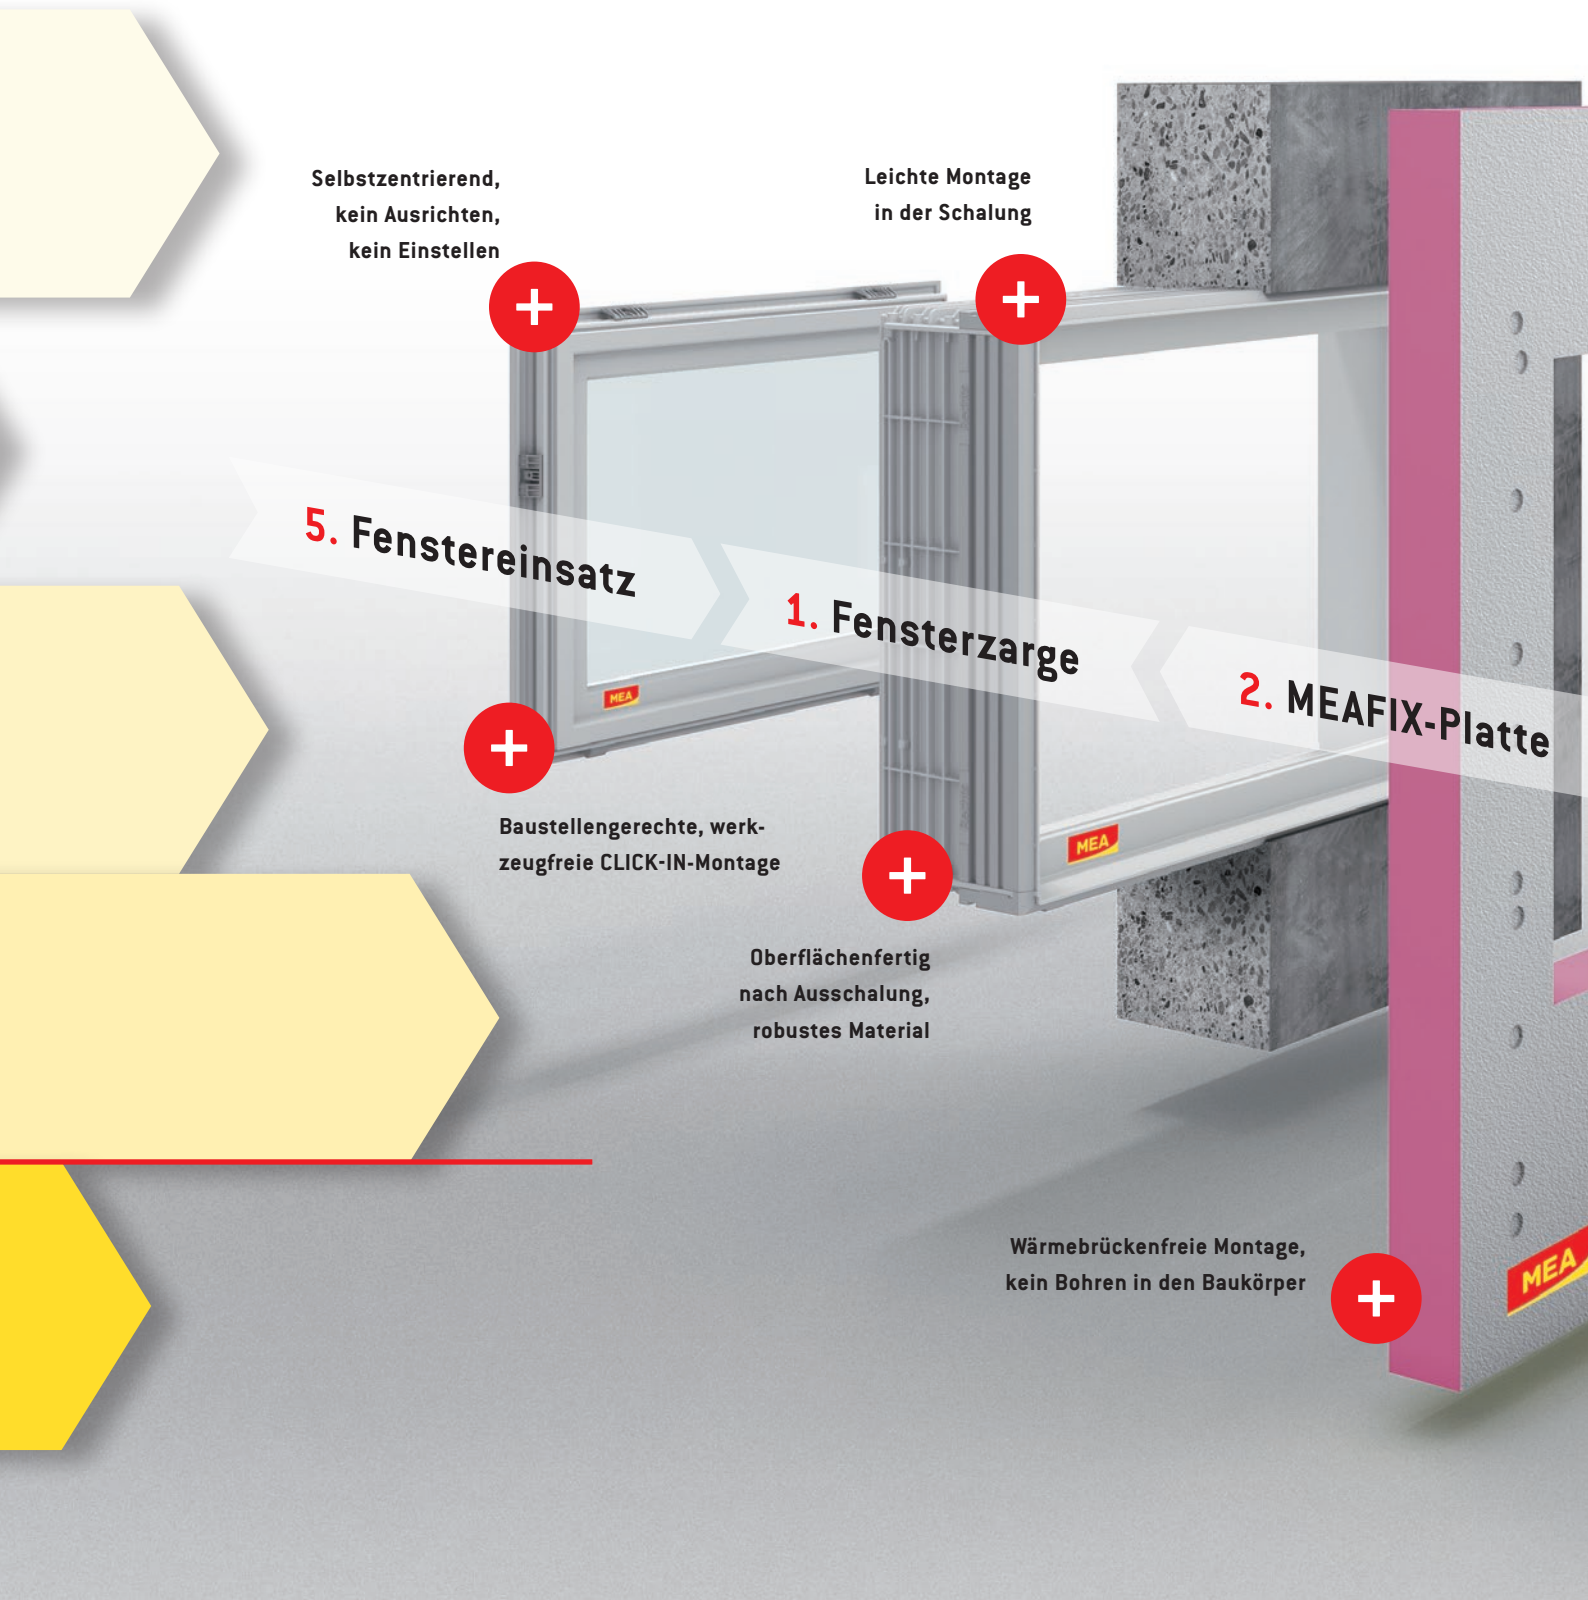 Selbstzentrierend,
kein Ausrichten,
kein Einstellen
Leichte Montage
in der Schalung
5. Fenstereinsatz
1. Fensterzarge
2. MEAFIX-Platte
MEA
Baustellengerechte, werk-
zeugfreie CLICK-IN-Montage
MEA
Oberflächenfertig
nach Ausschalung,
robustes Material
Wärmebrückenfreie Montage,
kein Bohren in den Baukörper
MEA